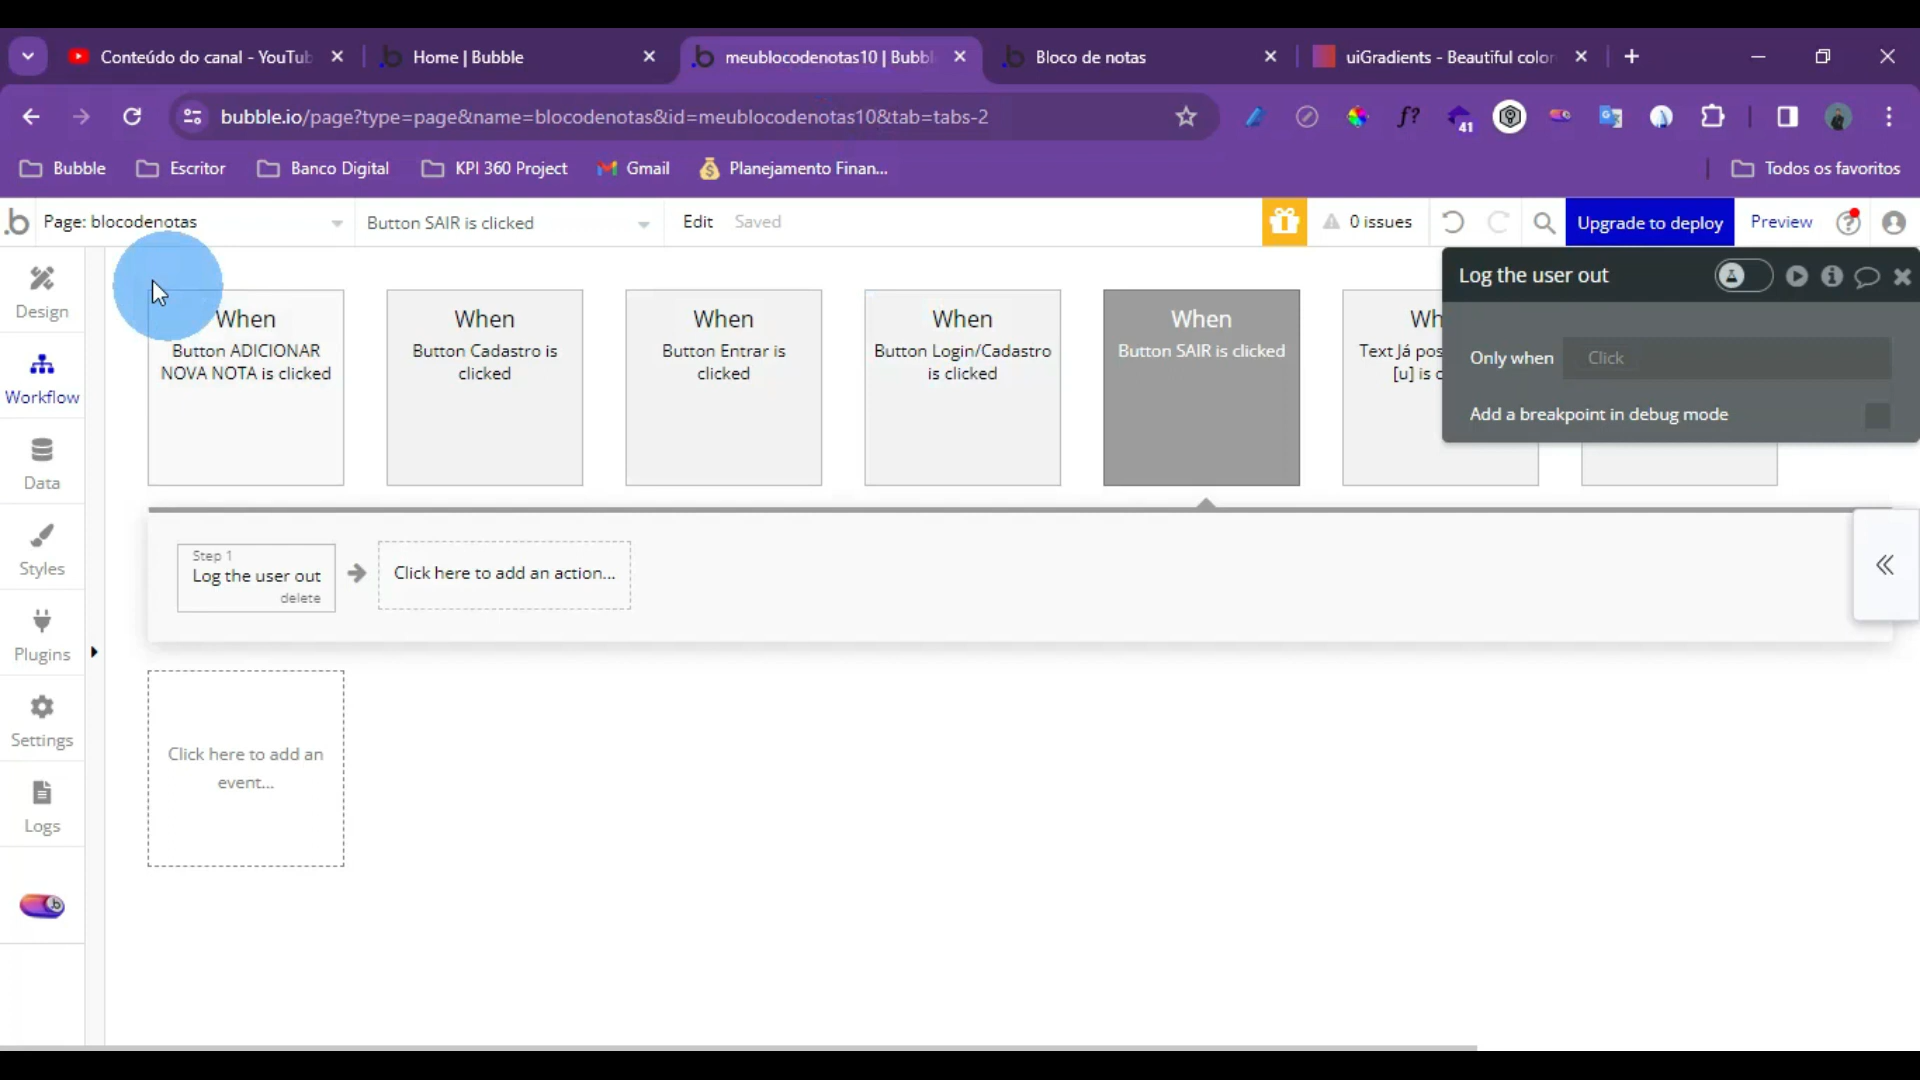 Conteúdo do canal - YouTub
Home | Bubble
meublocodenotas10 | Bubbl
Bloco de notas
uiGradients - Beautiful color
bubble.io/page?type=page&name=blocodenotas&id=meublocodenotas10&tab=tabs-2
f?
41
Bubble
Escritor
Banco Digital
KPI 360 Project
Gmail
Planejamento Finan...
Todos os favoritos
Page: blocodenotas
Button SAIR is clicked
Edit
Saved
0 issues
Upgrade to deploy
Preview
Design
Workflow
Data
Styles
Plugins
Settings
Logs
When
Button ADICIONAR
NOVA NOTA is clicked
When
Button Cadastro is
clicked
When
Button Entrar is
clicked
When
Button Login/Cadastro
is clicked
When
Button SAIR is clicked
Wh
Text Já pos
[u] is c
Log the user out
Only when
Click
Add a breakpoint in debug mode
Step 1
Log the user out
delete
Click here to add an action...
Click here to add an
event...